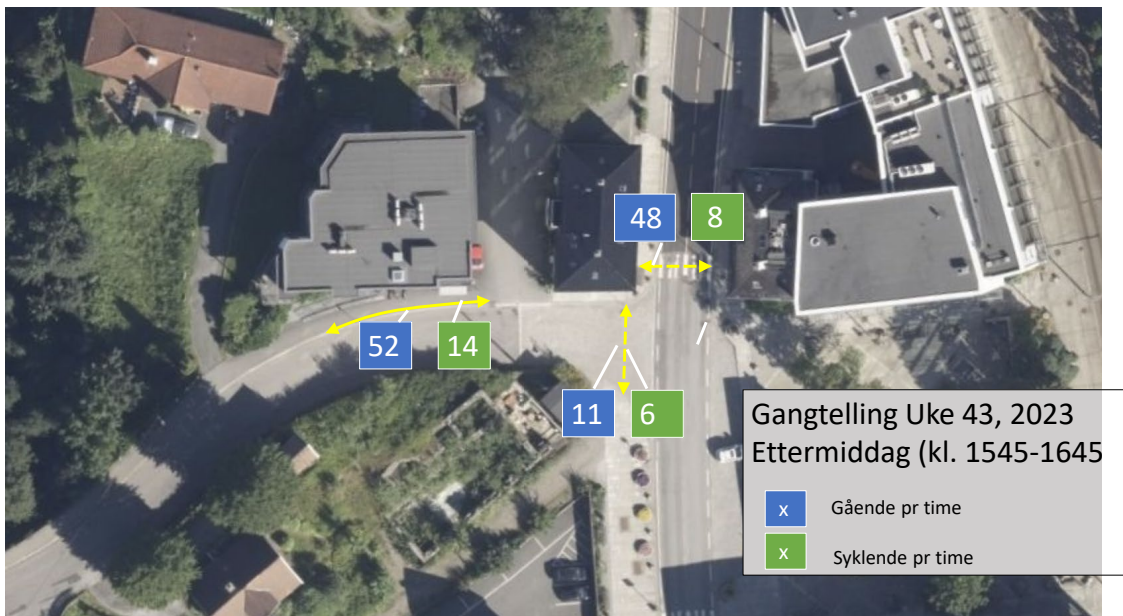 48 8
52 14
11 6
Gangtelling Uke 43, 2023
Ettermiddag (kl. 1545-1645
x Gående pr time
x Syklende pr time